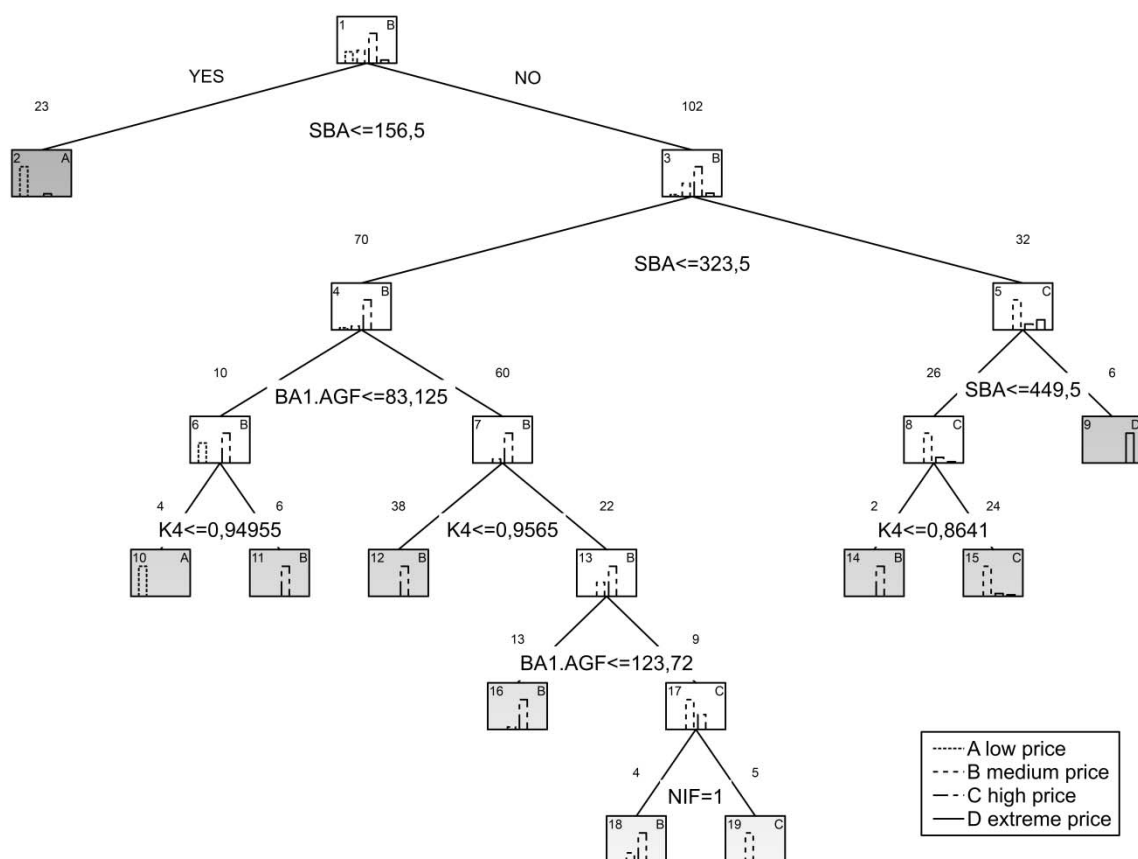 1 B
YES NO
23 102
SBA<=156,5
2 A
3 B
70 32
SBA<=323,5
4 B
5 C
10 60
BA1.AGF<=83,125
26 6
SBA<=449,5
6 B
7 B
8 C
9 D
4 6
K4<=0,94955
38 22
K4<=0,9565
2 24
K4<=0,8641
10 A
11 B
12 B
13 B
14 B
15 C
13 9
BA1.AGF<=123,72
16 B
17 C
4 5
NIF=1
18 B
19 C
A low price
B medium price
C high price
D extreme price